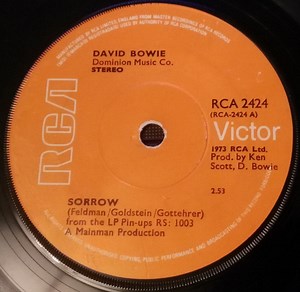 DAVID BOWIE
Dominion Music Co.
STEREO
RCA
RCA 2424
(RCA-2424 A)
Victor
1973 RCA Ltd.
Prod. by Ken
Scott, D. Bowie
2.53
SORROW
(Feldman/Goldstein/Gottehrer)
from the LP Pin-ups RS: 1003
A Mainman Production